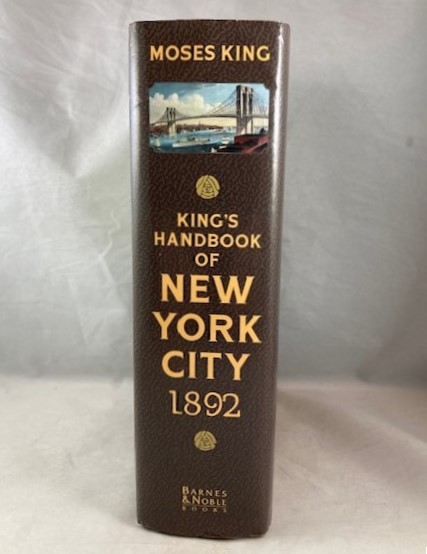 MOSES KING
KING'S
HANDBOOK
OF
NEW
YORK
CITY
1892
BARNES
& NOBLE
BOOKS